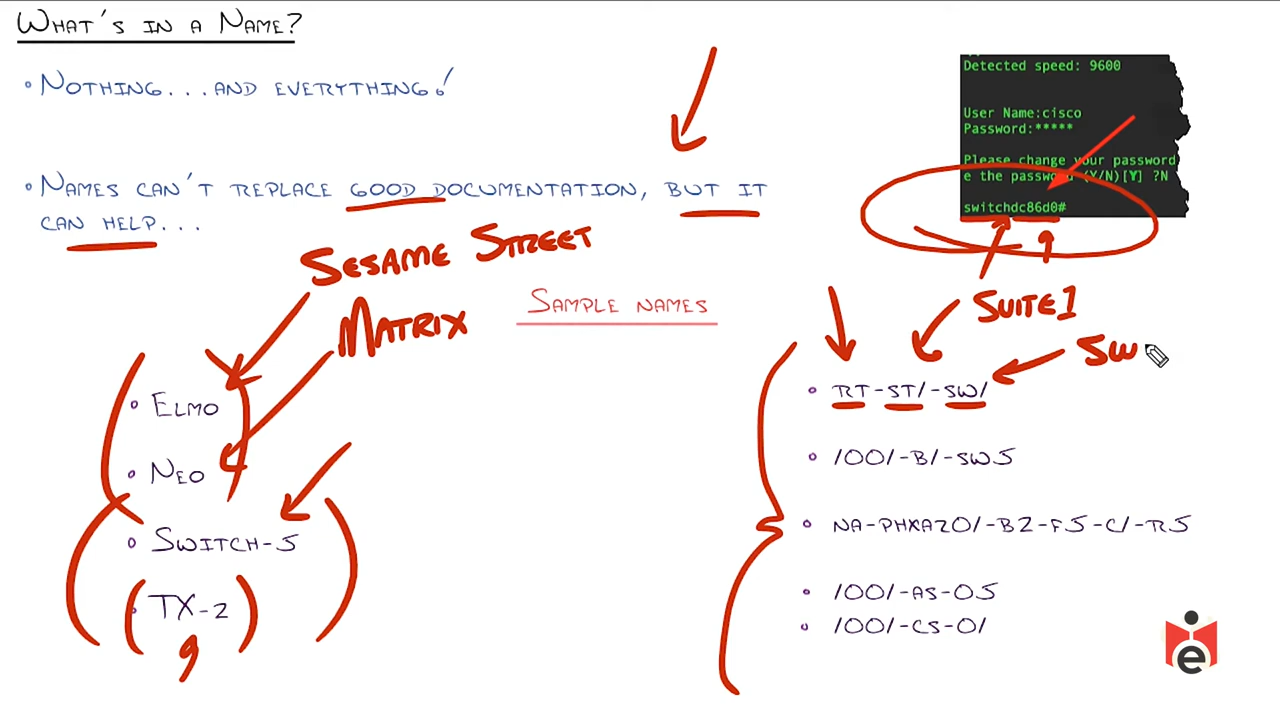 What's in a Name?
• Nothing...and everything!
• Names can't replace good documentation, but it
can help...
Detected speed: 9600
User Name:cisco
Password:*****
Please change your password
e the password (Y/N)[Y] ?N
switchdc86d0#
Sesame Street
Matrix
Sample names
Suite1
SW
• Elmo
• Neo
• Switch-5
• TX-2
• RT-ST1-SW1
• 1001-B1-SW5
• NA-PHXAZ01-B2-F5-C1-R5
• 1001-AS-05
• 1001-CS-01
e